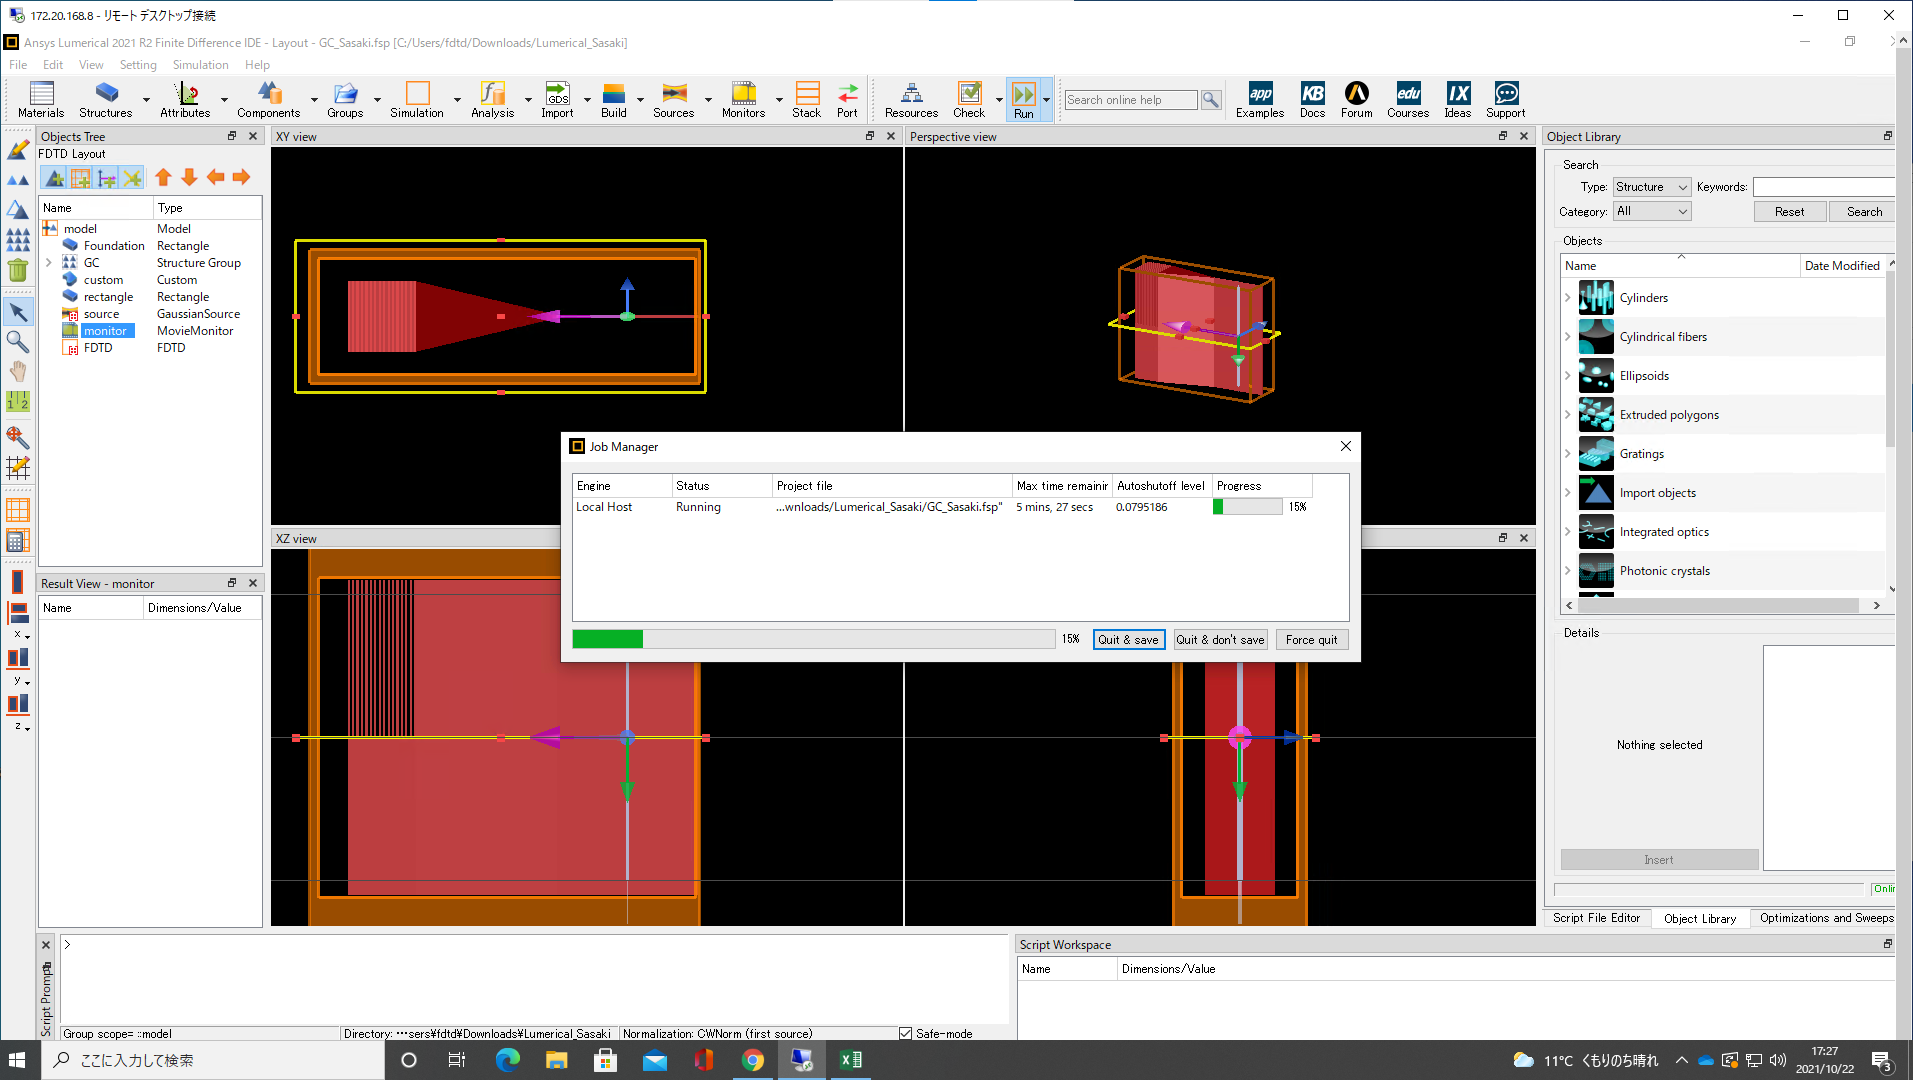 172.20.168.8 - リモート デスクトップ接続
Ansys Lumerical 2021 R2 Finite Difference IDE - Layout - GC_Sasaki.fsp [C:/Users/fdtd/Downloads/Lumerical_Sasaki]
File Edit View Setting Simulation Help
Materials Structures Attributes Components Groups Simulation Analysis GDS Import Build Sources Monitors Stack Port Resources Check Run Search online help app Examples KB Docs Forum edu Courses IX Ideas Support
Objects Tree
FDTD Layout
Name Type
model Model
Foundation Rectangle
GC Structure Group
custom Custom
rectangle Rectangle
source GaussianSource
monitor MovieMonitor
FDTD FDTD
Result View - monitor
Name Dimensions/Value
1 2
x
y
z
XY view
Perspective view
XZ view
Job Manager
Engine Status Project file Max time remainir Autoshutoff level Progress
Local Host Running ...wnloads/Lumerical_Sasaki/GC_Sasaki.fsp" 5 mins, 27 secs 0.0795186 15%
15% Quit & save Quit & don't save Force quit
Object Library
Search
Type: Structure Keywords:
Category: All Reset Search
Objects
Name Date Modified
Cylinders
Cylindrical fibers
Ellipsoids
Extruded polygons
Gratings
Import objects
Integrated optics
Photonic crystals
Details
Nothing selected
Insert
Onlin
Script File Editor Object Library Optimizations and Sweeps
Script Prompt
>
Script Workspace
Name Dimensions/Value
Group scope= ::model Directory: …sers¥fdtd¥Downloads¥Lumerical_Sasaki Normalization: CWNorm (first source) Safe-mode
ここに入力して検索
11°C くもりのち晴れ
17:27
2021/10/22
3